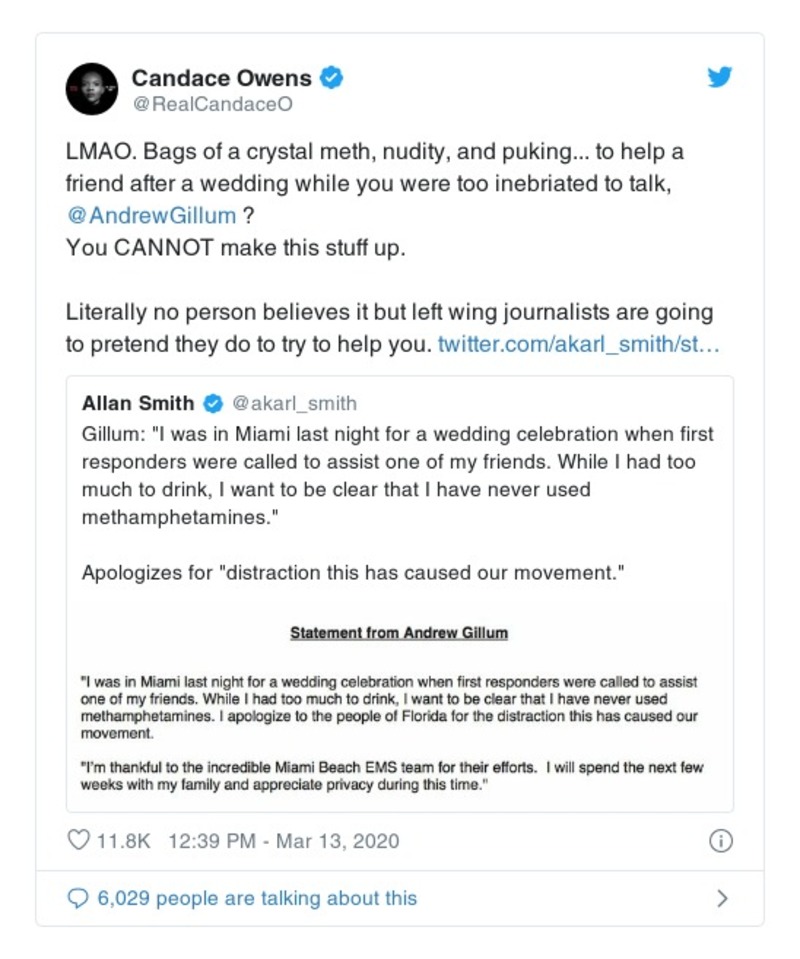 Candace Owens
@RealCandaceO
LMAO. Bags of a crystal meth, nudity, and puking... to help a
friend after a wedding while you were too inebriated to talk,
@AndrewGillum ?
You CANNOT make this stuff up.
Literally no person believes it but left wing journalists are going
to pretend they do to try to help you. twitter.com/akarl_smith/st…
Allan Smith @akarl_smith
Gillum: "I was in Miami last night for a wedding celebration when first
responders were called to assist one of my friends. While I had too
much to drink, I want to be clear that I have never used
methamphetamines."
Apologizes for "distraction this has caused our movement."
Statement from Andrew Gillum
"I was in Miami last night for a wedding celebration when first responders were called to assist
one of my friends. While I had too much to drink, I want to be clear that I have never used
methamphetamines. I apologize to the people of Florida for the distraction this has caused our
movement.
"I'm thankful to the incredible Miami Beach EMS team for their efforts.  I will spend the next few
weeks with my family and appreciate privacy during this time."
11.8K 12:39 PM - Mar 13, 2020
6,029 people are talking about this